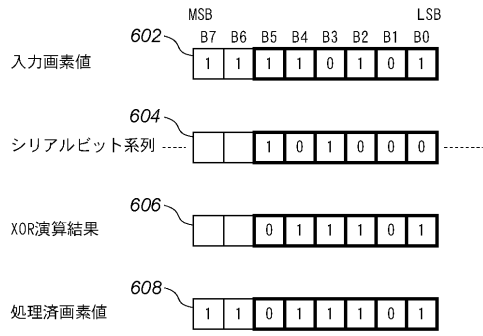 MSB LSB
602 B7 B6 B5 B4 B3 B2 B1 B0
入力画素値 1 1 1 1 0 1 0 1
604
シリアルビット系列 1 0 1 0 0 0
606
XOR演算結果 0 1 1 1 0 1
608
処理済画素値 1 1 0 1 1 1 0 1